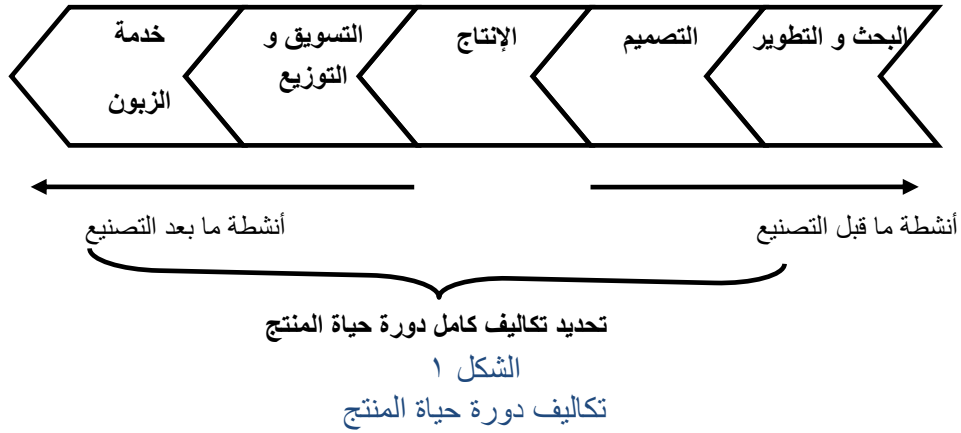 البحث و التطوير
التصميم
الإنتاج
التسويق و
التوزيع
خدمة
الزبون
أنشطة ما قبل التصنيع
أنشطة ما بعد التصنيع
تحديد تكاليف كامل دورة حياة المنتج
الشكل ١
تكاليف دورة حياة المنتج